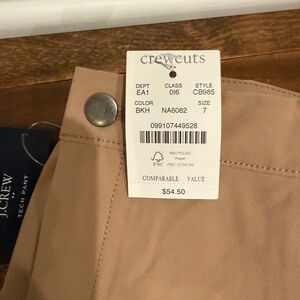 crewcuts
DEPT CLASS STYLE
EA1 016 CB985
COLOR SIZE
BKH NA6082 7
099107449528
FSC
RECYCLED
Paper
COMPARABLE VALUE
$54.50
J.CREW
TECH PANT